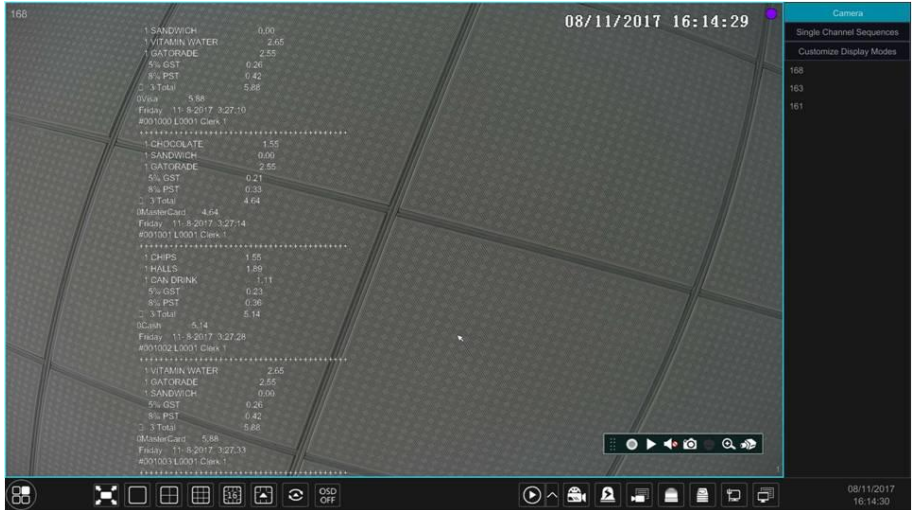 168
08/11/2017 16:14:29
1 SANDWICH 0.00
1 VITAMIN WATER 2.65
1 GATORADE 2.55
5% GST 0.26
8% PST 0.42
3 Total 5.88
0Visa 5.88
Friday 11- 8-2017 3:27:10
#001000 L0001 Clerk 1
1 CHOCOLATE 1.55
1 SANDWICH 0.00
1 GATORADE 2.55
5% GST 0.21
8% PST 0.33
3 Total 4.64
0MasterCard 4.64
Friday 11- 8-2017 3:27:14
#001001 L0001 Clerk 1
1 CHIPS 1.55
1 HALLS 1.89
1 CAN DRINK 1.11
5% GST 0.23
8% PST 0.36
3 Total 5.14
0Cash 5.14
Friday 11- 8-2017 3:27:28
#001002 L0001 Clerk 1
1 VITAMIN WATER 2.65
1 GATORADE 2.55
1 SANDWICH 0.00
5% GST 0.26
8% PST 0.42
3 Total 5.88
0MasterCard 5.88
Friday 11- 8-2017 3:27:33
#001003 L0001 Clerk 1
1
Camera
Single Channel Sequences
Customize Display Modes
168
163
161
OSD
OFF
08/11/2017
16:14:30